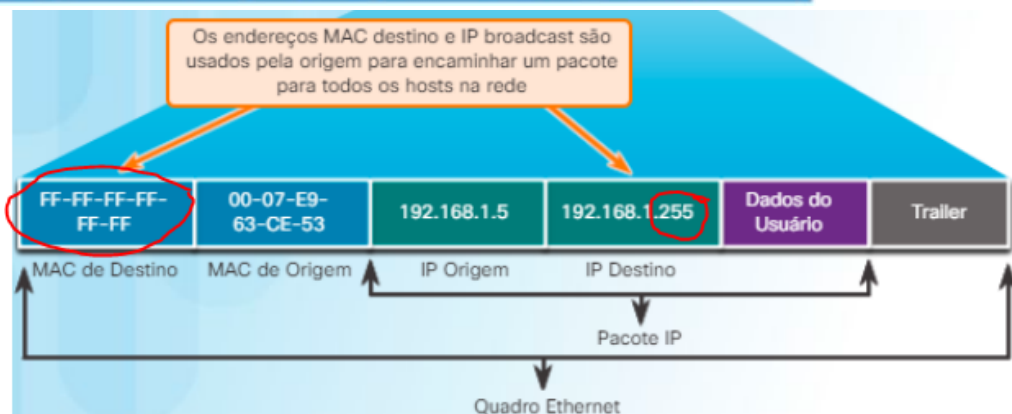 Os endereços MAC destino e IP broadcast são
usados pela origem para encaminhar um pacote
para todos os hosts na rede
FF-FF-FF-FF-
FF-FF
00-07-E9-
63-CE-53
192.168.1.5
192.168.1.255
Dados do
Usuário
Trailer
MAC de Destino
MAC de Origem
IP Origem
IP Destino
Pacote IP
Quadro Ethernet